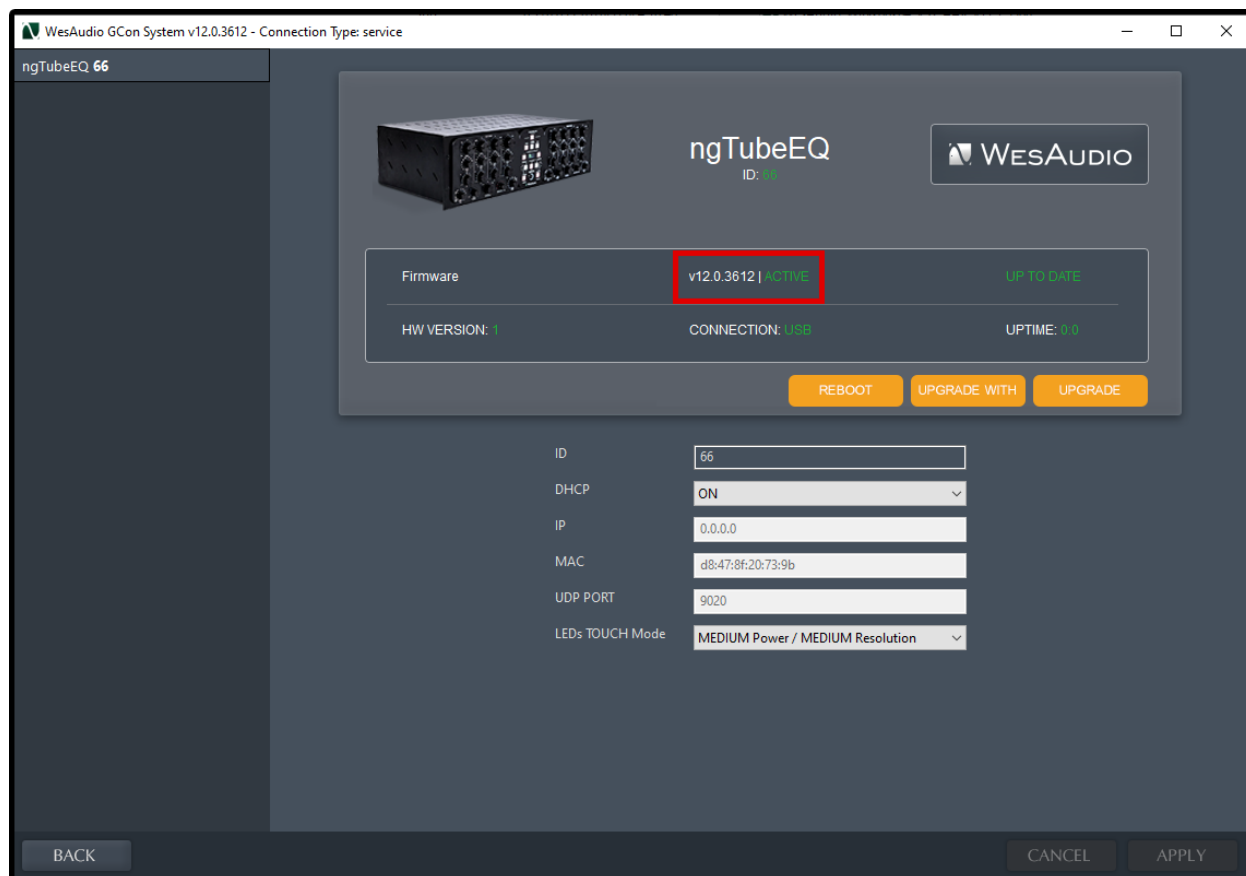 WesAudio GCon System v12.0.3612 - Connection Type: service
ngTubeEQ 66
ngTubeEQ
ID: 66
WESAUDIO
Firmware v12.0.3612 | ACTIVE UP TO DATE
HW VERSION: 1 CONNECTION: USB UPTIME: 0:0
REBOOT UPGRADE WITH UPGRADE
ID 66
DHCP ON
IP 0.0.0.0
MAC d8:47:8f:20:73:9b
UDP PORT 9020
LEDs TOUCH Mode MEDIUM Power / MEDIUM Resolution
BACK CANCEL APPLY